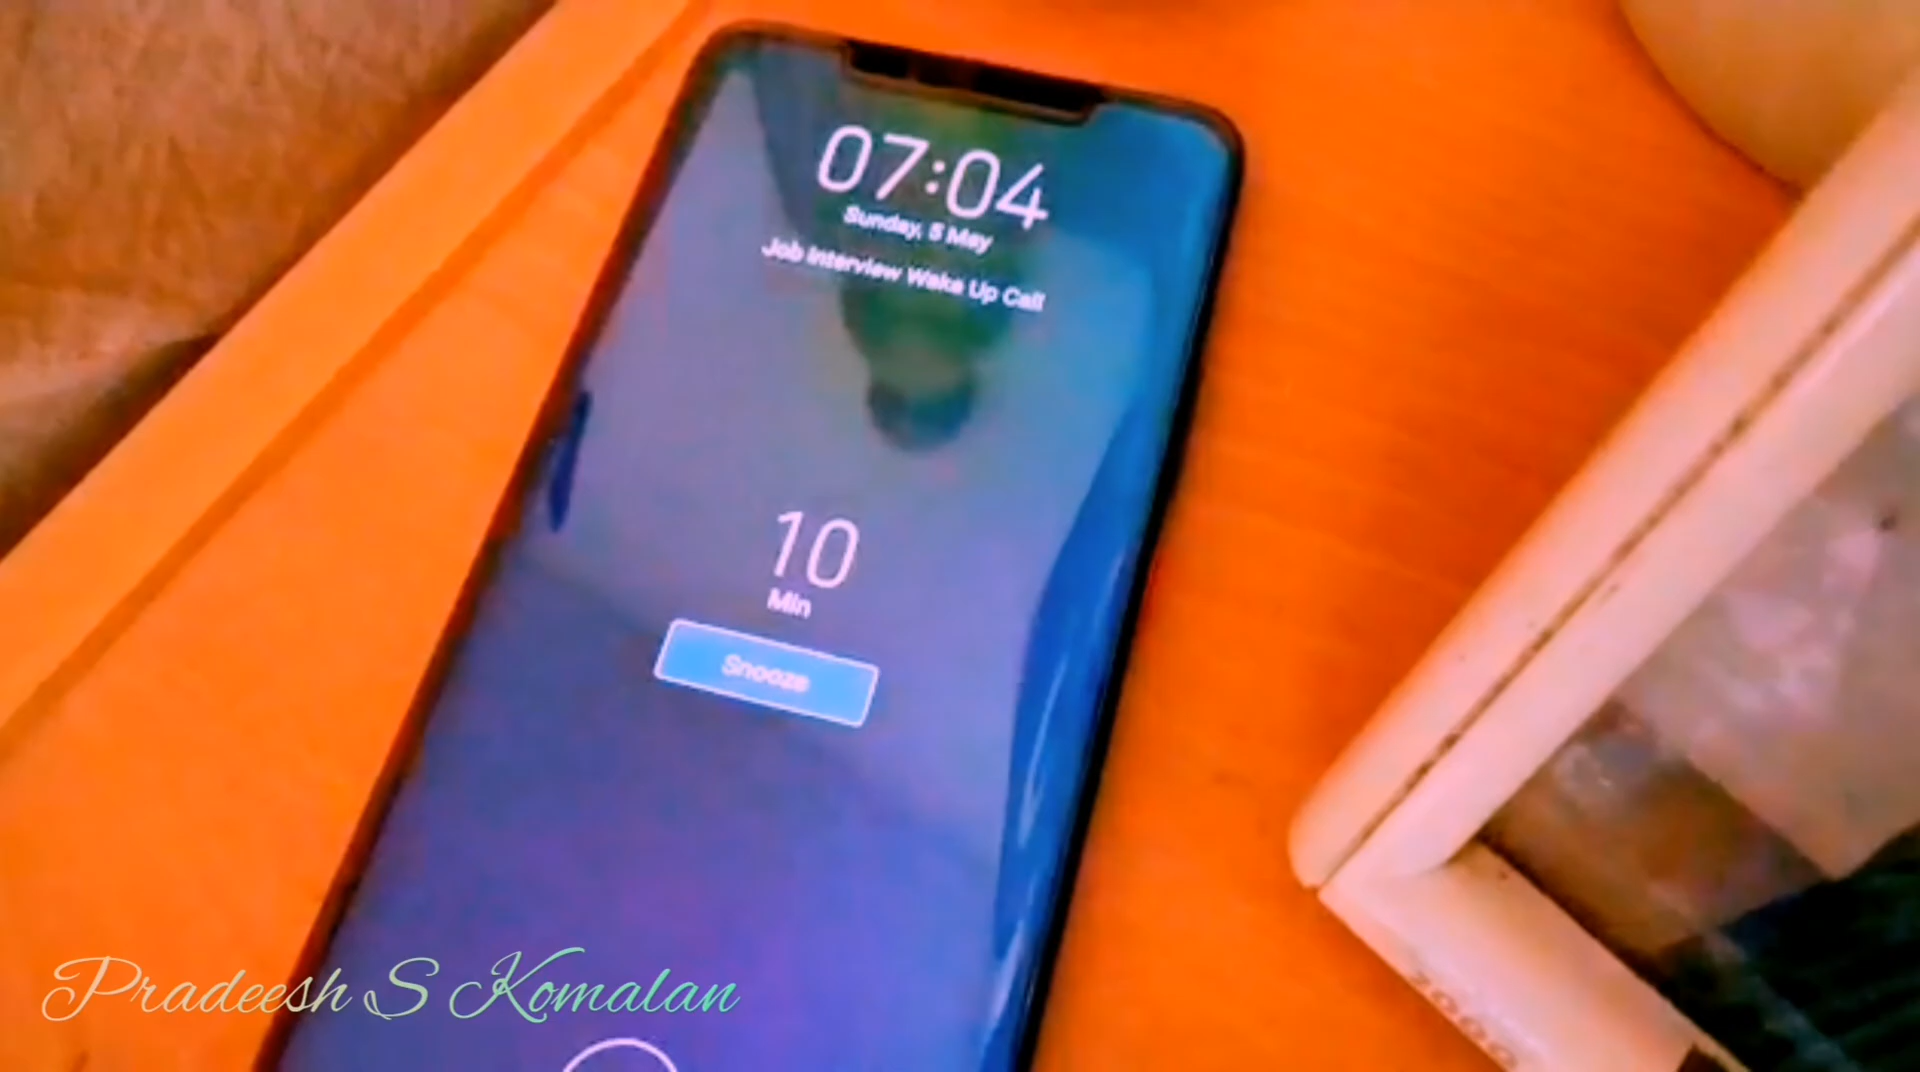 07:04
Sunday, 5 May
Job Interview Wake Up Call
10
Min
Snooze
Pradeesh S Komalan